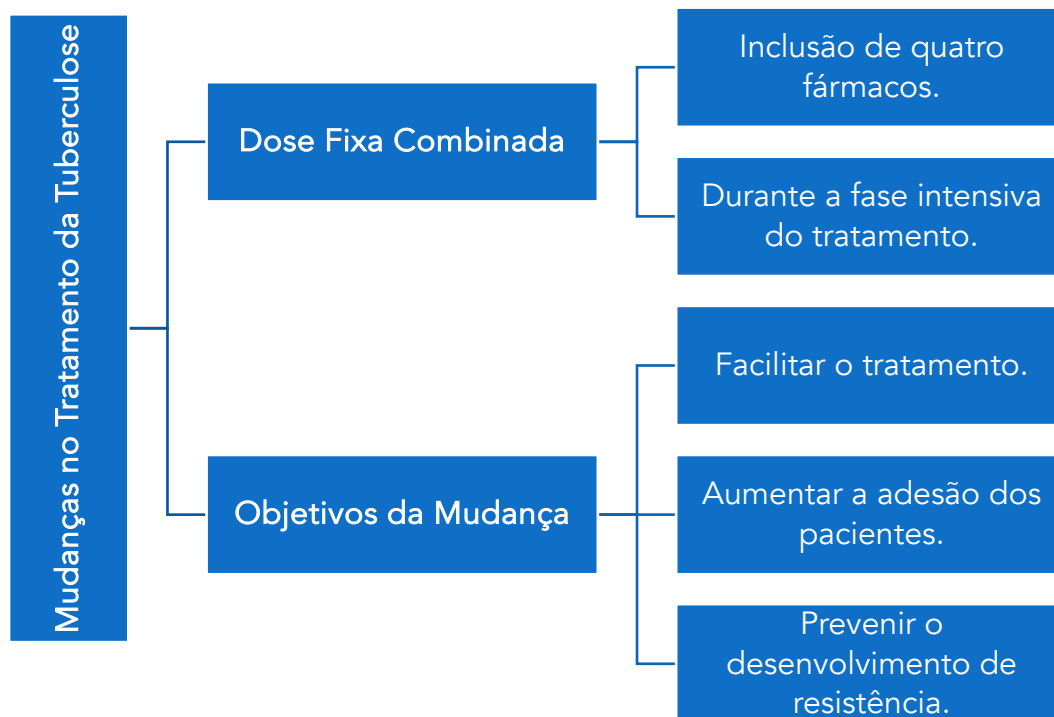 Mudanças no Tratamento da Tuberculose
Dose Fixa Combinada
Inclusão de quatro
fármacos.
Durante a fase intensiva
do tratamento.
Objetivos da Mudança
Facilitar o tratamento.
Aumentar a adesão dos
pacientes.
Prevenir o
desenvolvimento de
resistência.